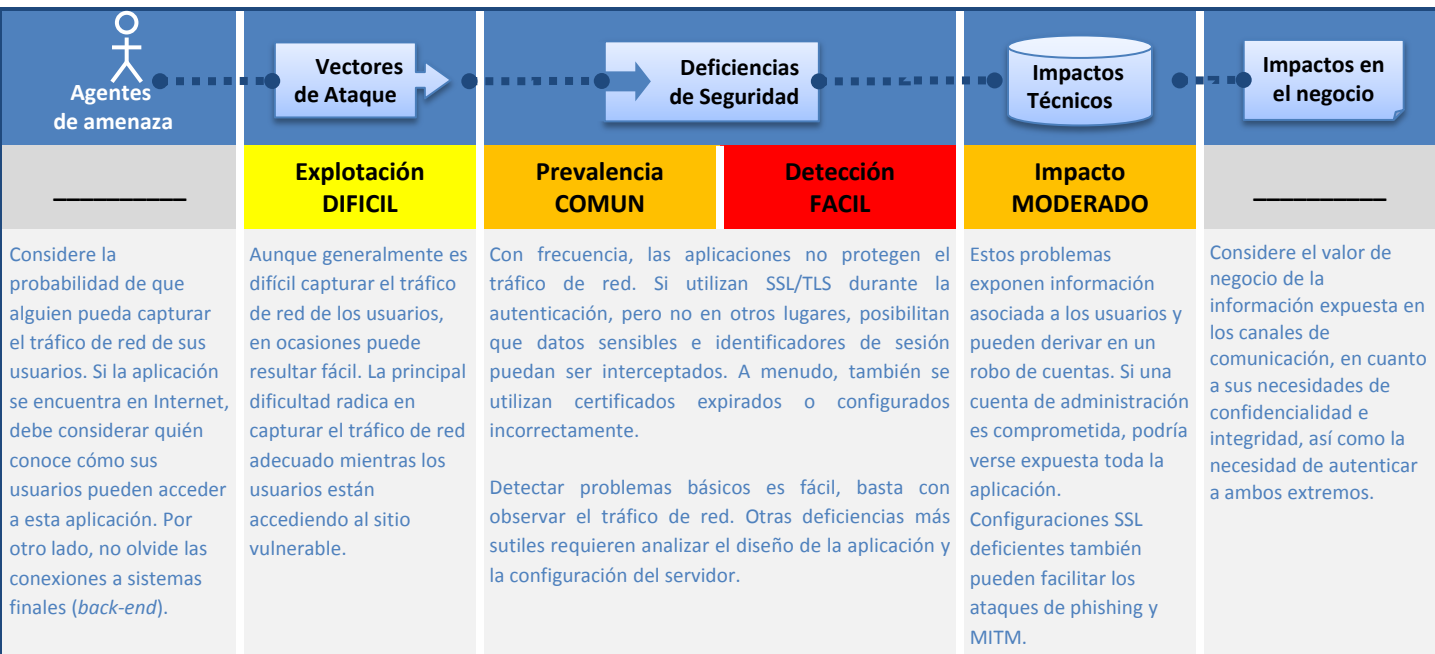 Agentes
de amenaza
Vectores
de Ataque
Deficiencias
de Seguridad
Impactos
Técnicos
Impactos en
el negocio
__________
Explotación
DIFICIL
Prevalencia
COMUN
Detección
FACIL
Impacto
MODERADO
__________
Considere la
probabilidad de que
alguien pueda capturar
el tráfico de red de sus
usuarios. Si la aplicación
se encuentra en Internet,
debe considerar quién
conoce cómo sus
usuarios pueden acceder
a esta aplicación. Por
otro lado, no olvide las
conexiones a sistemas
finales (back-end).
Aunque generalmente es
difícil capturar el tráfico
de red de los usuarios,
en ocasiones puede
resultar fácil. La principal
dificultad radica en
capturar el tráfico de red
adecuado mientras los
usuarios están
accediendo al sitio
vulnerable.
Con frecuencia, las aplicaciones no protegen el
tráfico de red. Si utilizan SSL/TLS durante la
autenticación, pero no en otros lugares, posibilitan
que datos sensibles e identificadores de sesión
puedan ser interceptados. A menudo, también se
utilizan certificados expirados o configurados
incorrectamente.
Detectar problemas básicos es fácil, basta con
observar el tráfico de red. Otras deficiencias más
sutiles requieren analizar el diseño de la aplicación y
la configuración del servidor.
Estos problemas
exponen información
asociada a los usuarios y
pueden derivar en un
robo de cuentas. Si una
cuenta de administración
es comprometida, podría
verse expuesta toda la
aplicación.
Configuraciones SSL
deficientes también
pueden facilitar los
ataques de phishing y
MITM.
Considere el valor de
negocio de la
información expuesta en
los canales de
comunicación, en cuanto
a sus necesidades de
confidencialidad e
integridad, así como la
necesidad de autenticar
a ambos extremos.